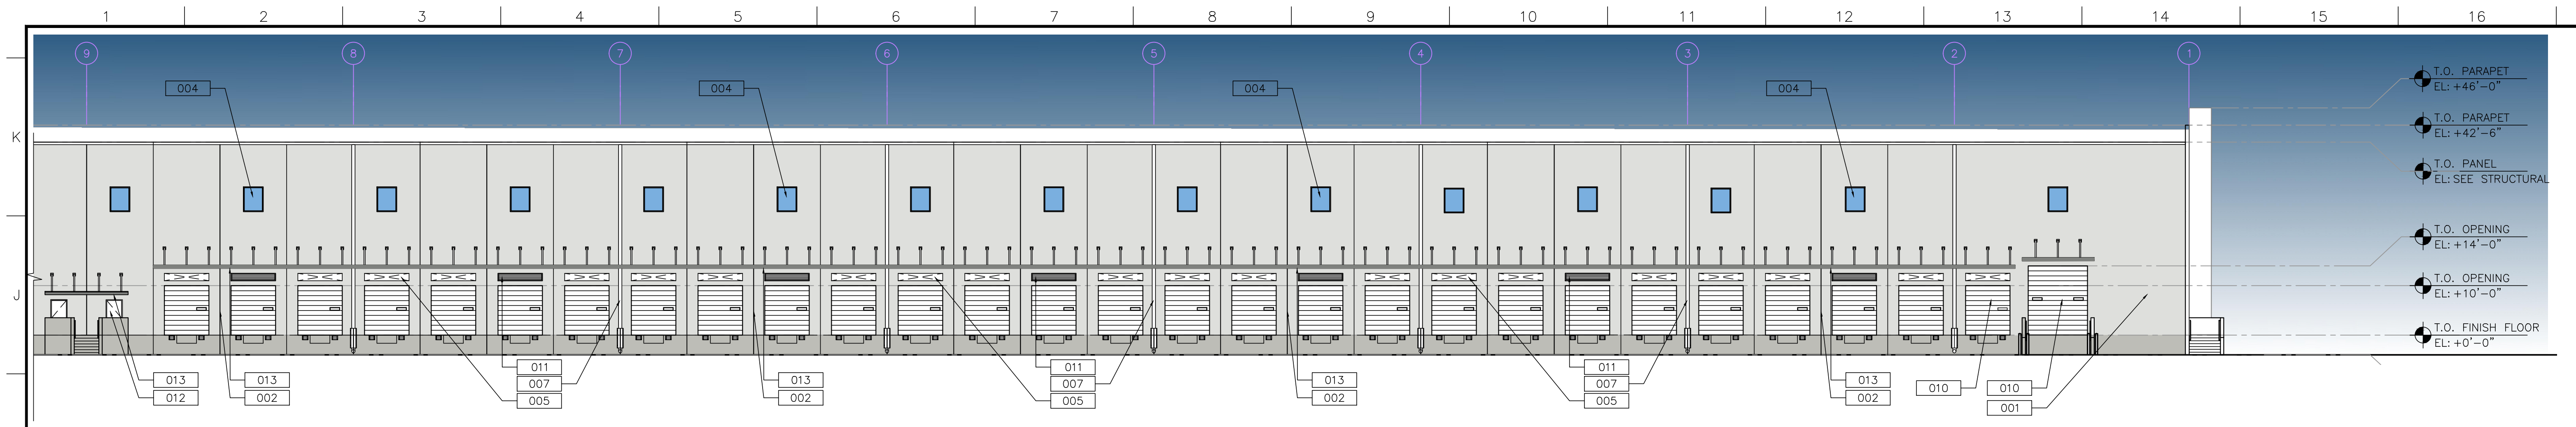 1 2 3 4 5 6 7 8 9 10 11 12 13 14 15 16
9 8 7 6 5 4 3 2 1
004 004 004 004
T.O. PARAPET
EL: +46'-0"
T.O. PARAPET
EL: +42'-6"
K
T.O. PANEL
EL: SEE STRUCTURAL
T.O. OPENING
EL: +14'-0"
T.O. OPENING
EL: +10'-0"
J
T.O. FINISH FLOOR
EL: +0'-0"
011 011 011
013 013 013 013 013
007 007 007
010 010
012 002 002 002 002
005 005 005
001